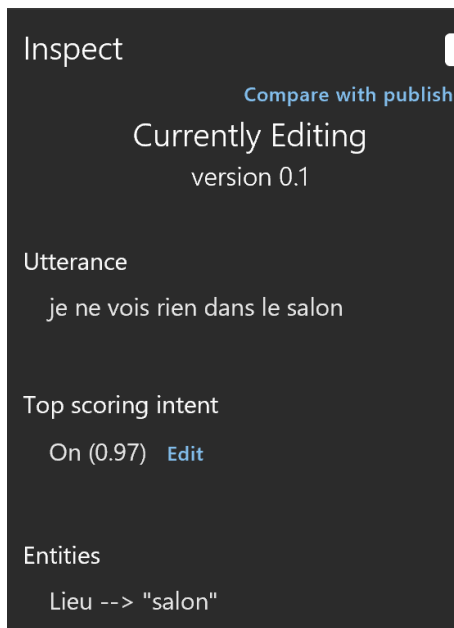 Inspect
Compare with publish
Currently Editing
version 0.1
Utterance
je ne vois rien dans le salon
Top scoring intent
On (0.97) Edit
Entities
Lieu --> "salon"